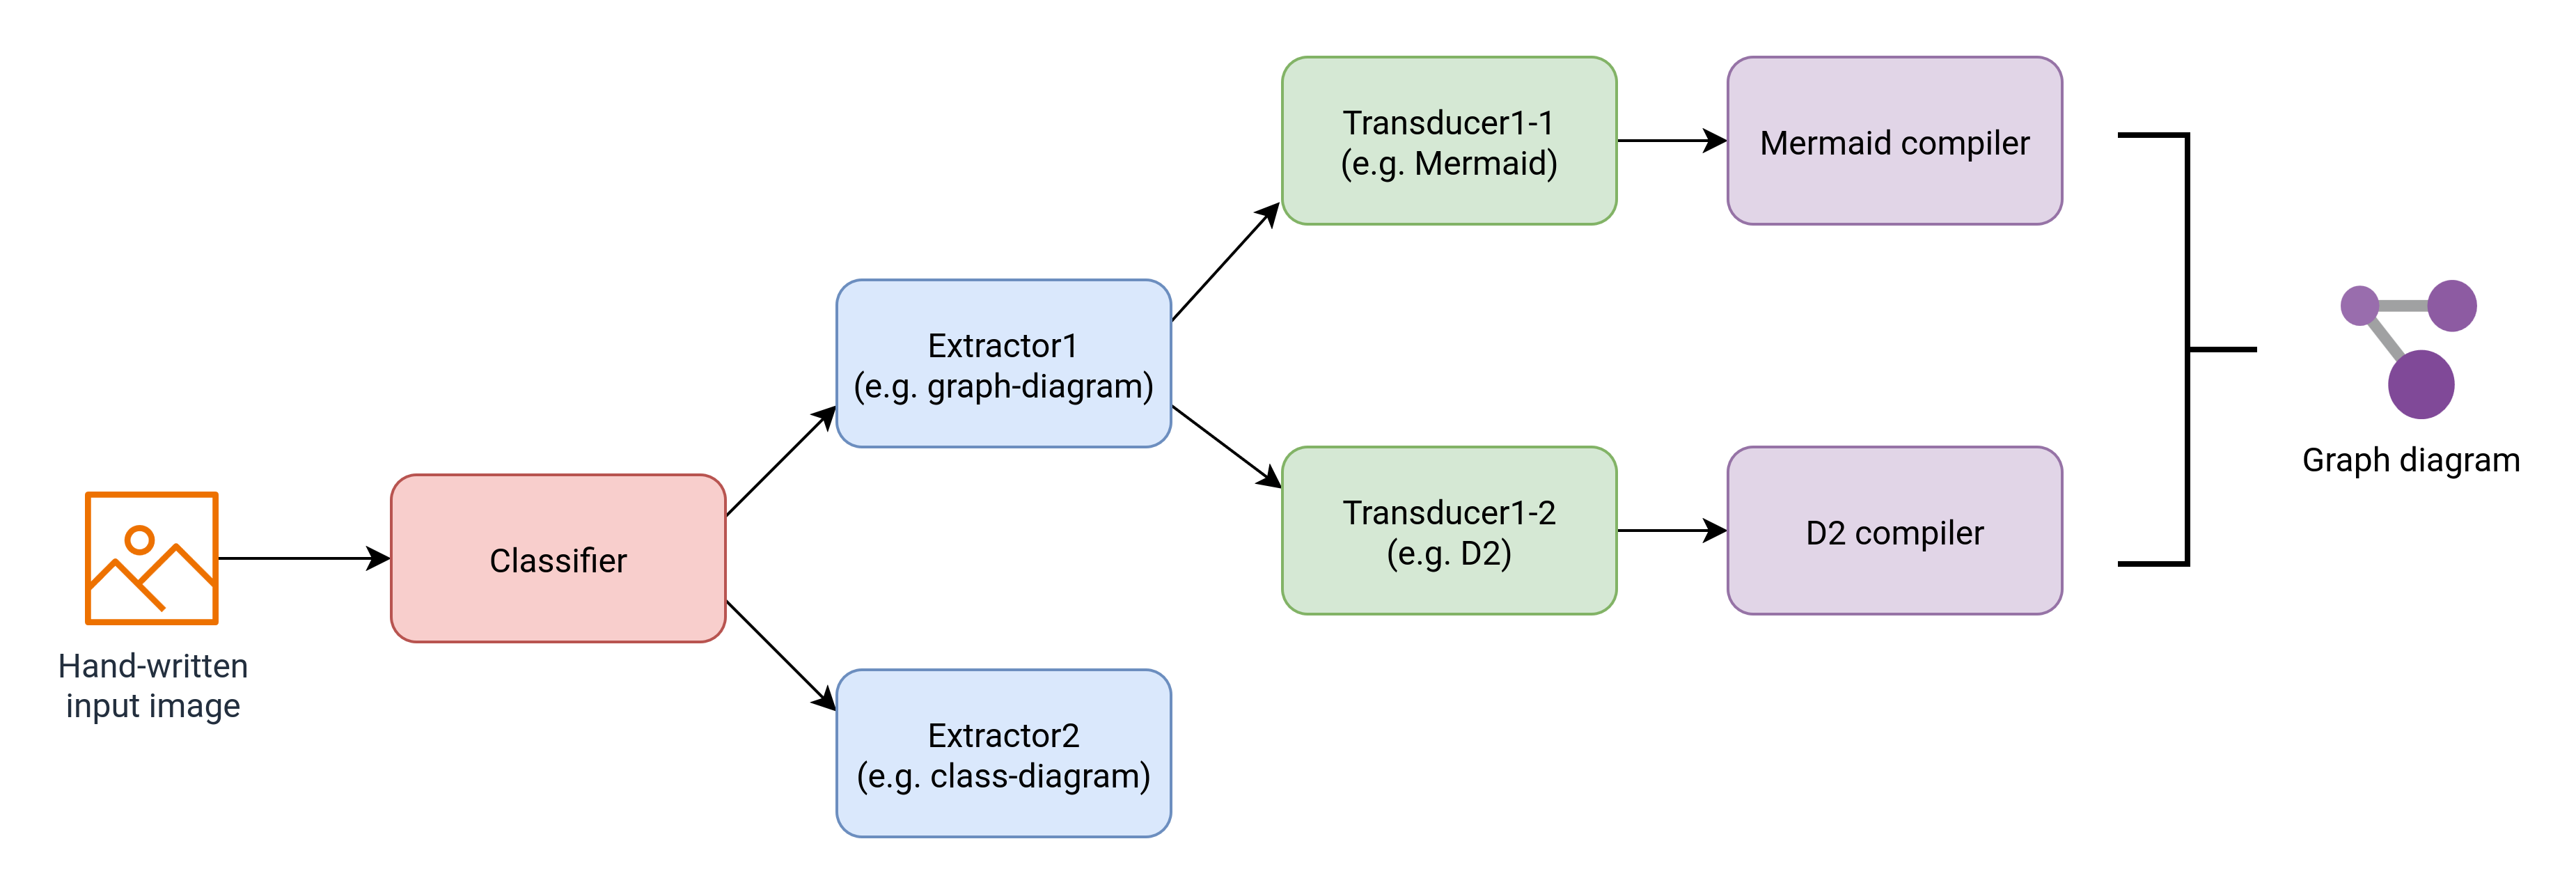 Hand-written
input image
Classifier
Extractor1
(e.g. graph-diagram)
Extractor2
(e.g. class-diagram)
Transducer1-1
(e.g. Mermaid)
Mermaid compiler
Transducer1-2
(e.g. D2)
D2 compiler
Graph diagram